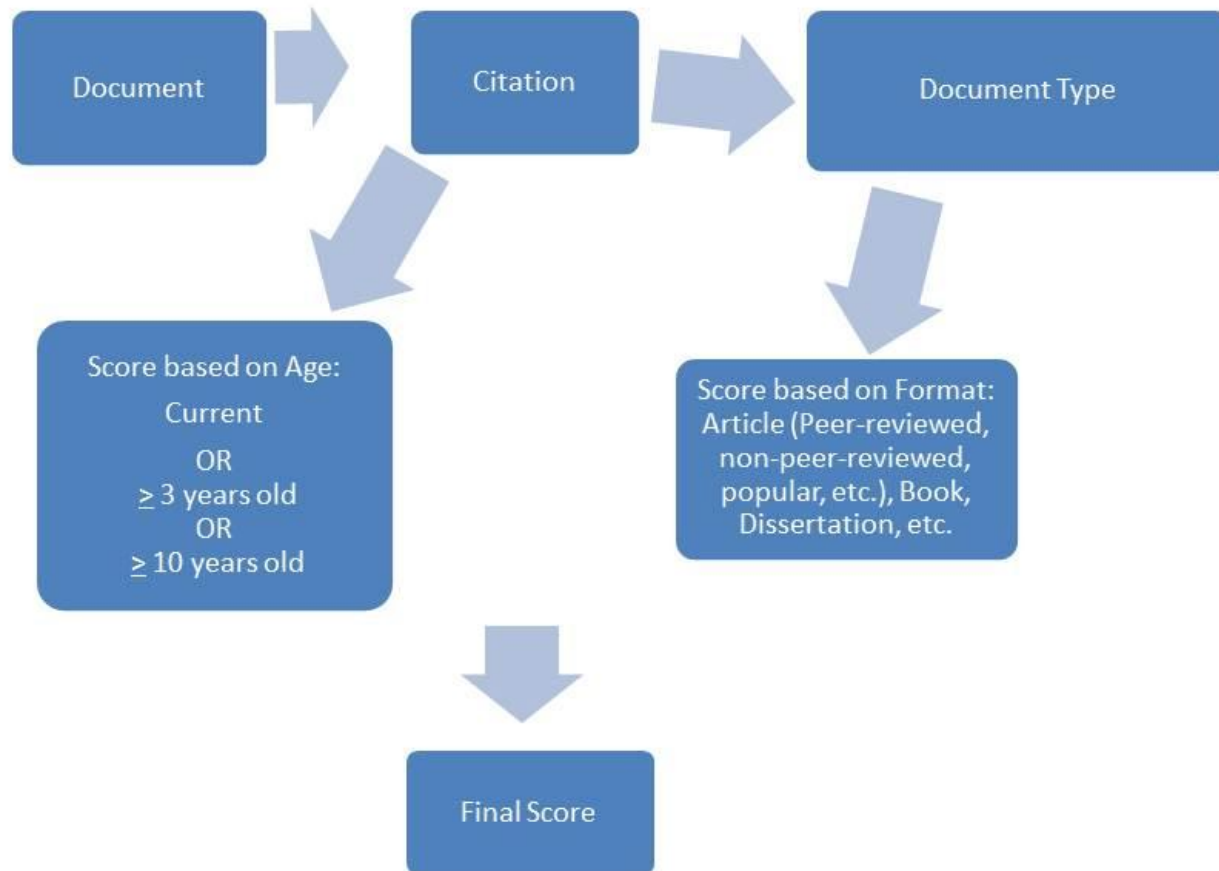 Document
Citation
Document Type
Score based on Age:
Current
OR
≥ 3 years old
OR
≥ 10 years old
Score based on Format:
Article (Peer-reviewed,
non-peer-reviewed,
popular, etc.), Book,
Dissertation, etc.
Final Score